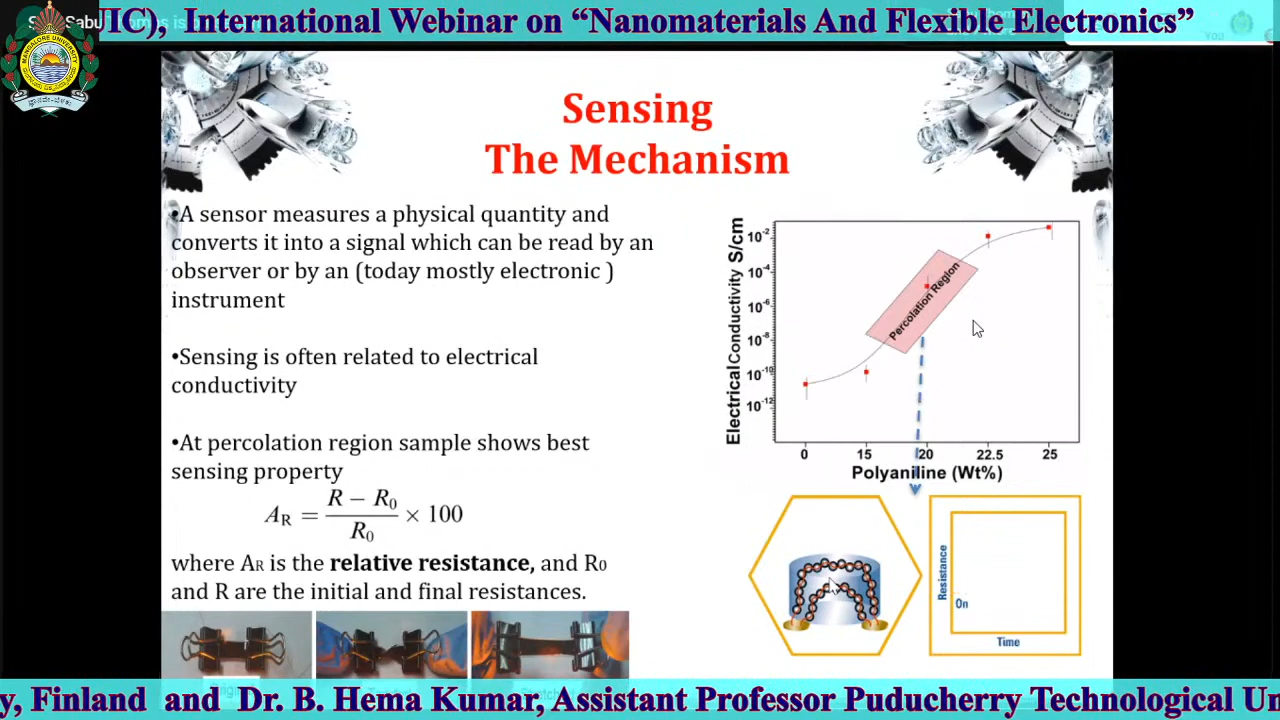 TIC), International Webinar on “Nanomaterials And Flexible Electronics”
Sensing
The Mechanism
•A sensor measures a physical quantity and
converts it into a signal which can be read by an
observer or by an (today mostly electronic )
instrument
•Sensing is often related to electrical
conductivity
•At percolation region sample shows best
sensing property
A_R = (R − R_0) / R_0 × 100
where AR is the relative resistance, and R0
and R are the initial and final resistances.
Electrical Conductivity S/cm
10^-2
10^-4
10^-6
10^-8
10^-10
10^-12
Percolation Region
0 15 20 22.5 25
Polyaniline (Wt%)
Resistance
On
Time
y, Finland and Dr. B. Hema Kumar, Assistant Professor Puducherry Technological Un